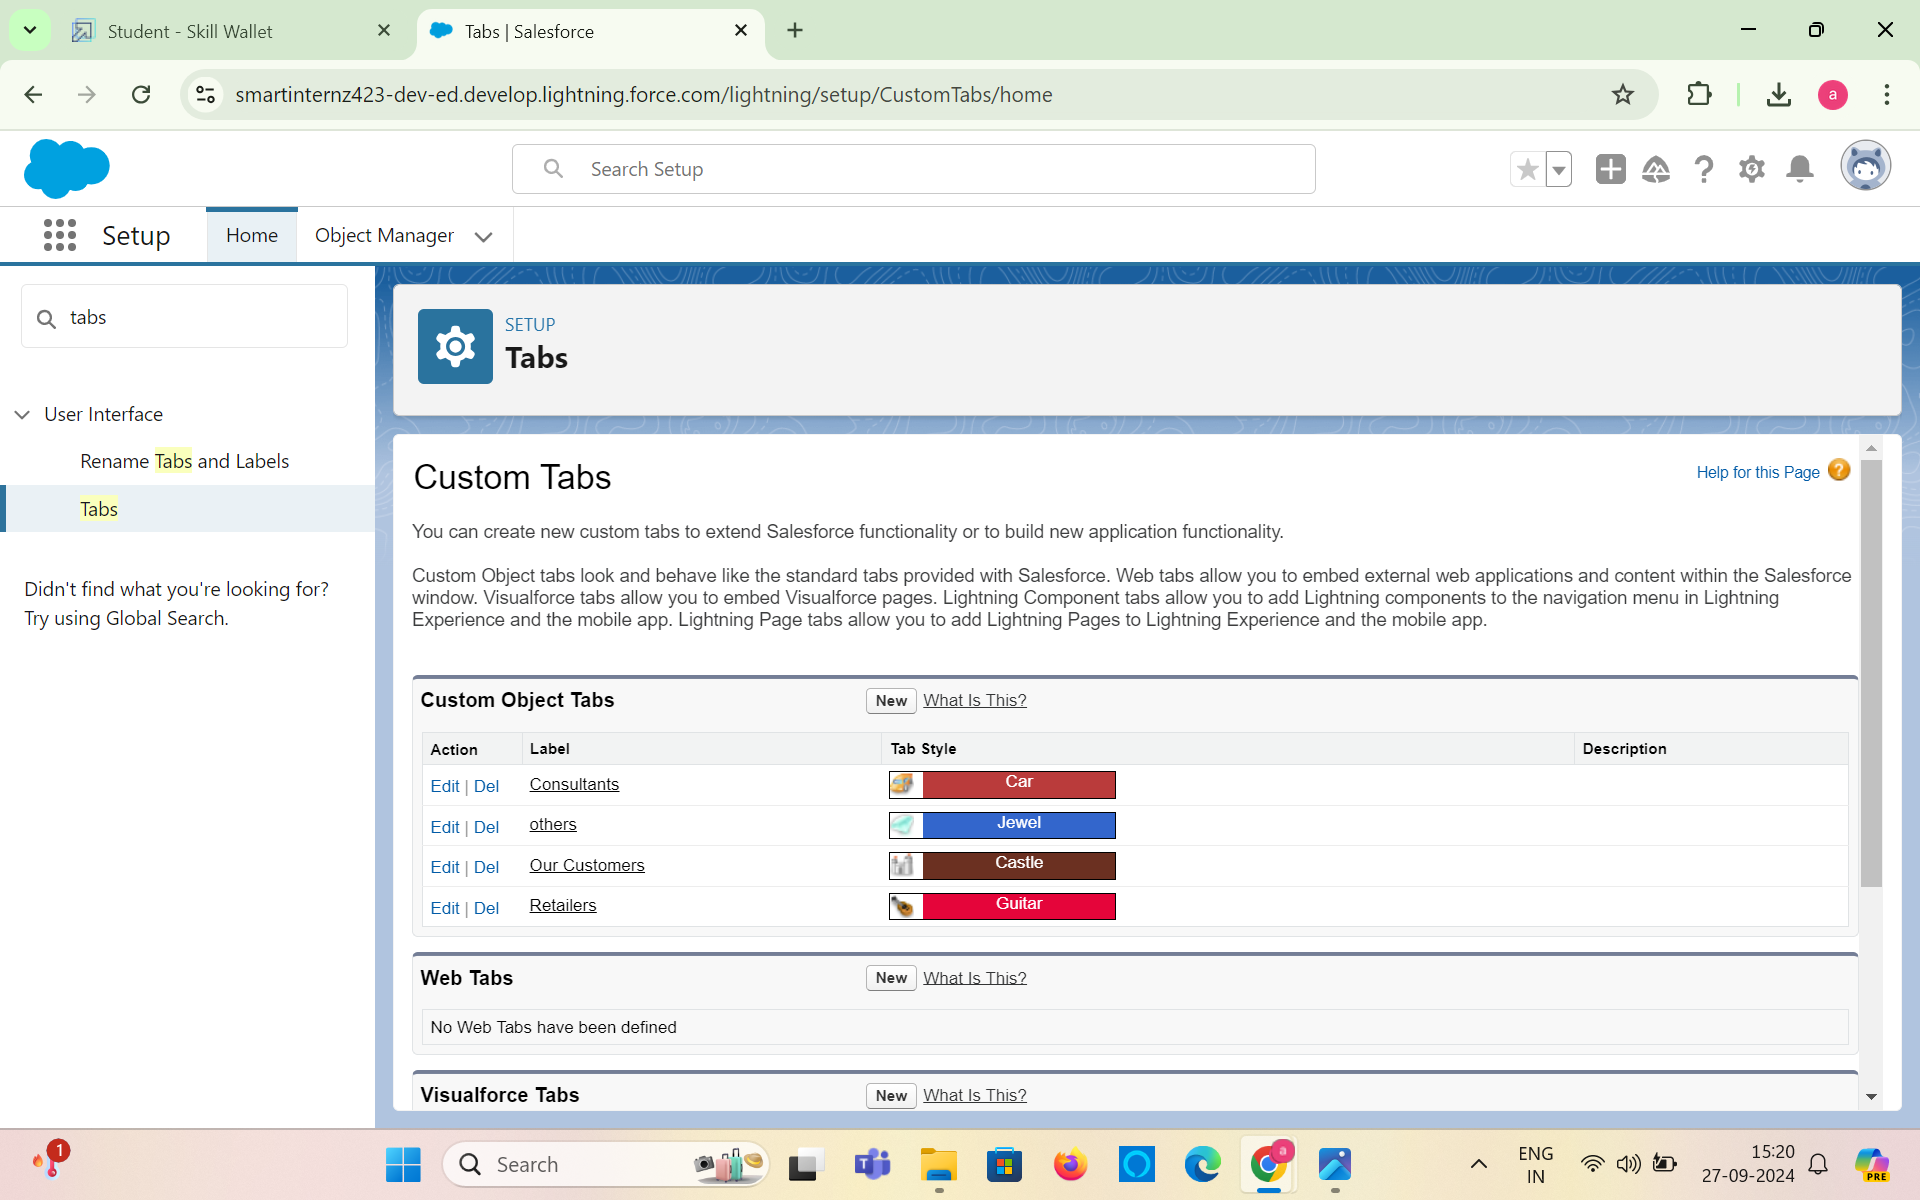 Student - Skill Wallet
Tabs | Salesforce
smartinternz423-dev-ed.develop.lightning.force.com/lightning/setup/CustomTabs/home
a
Search Setup
Setup
Home
Object Manager
tabs
User Interface
Rename Tabs and Labels
Tabs
Didn't find what you're looking for?
Try using Global Search.
SETUP
Tabs
Custom Tabs
Help for this Page
?
You can create new custom tabs to extend Salesforce functionality or to build new application functionality.
Custom Object tabs look and behave like the standard tabs provided with Salesforce. Web tabs allow you to embed external web applications and content within the Salesforce
window. Visualforce tabs allow you to embed Visualforce pages. Lightning Component tabs allow you to add Lightning components to the navigation menu in Lightning
Experience and the mobile app. Lightning Page tabs allow you to add Lightning Pages to Lightning Experience and the mobile app.
Custom Object Tabs New What Is This?
Action Label Tab Style Description
Edit | Del Consultants Car
Edit | Del others Jewel
Edit | Del Our Customers Castle
Edit | Del Retailers Guitar
Web Tabs New What Is This?
No Web Tabs have been defined
Visualforce Tabs New What Is This?
1
Search
T
a
ENG
IN
15:20
27-09-2024
PRE